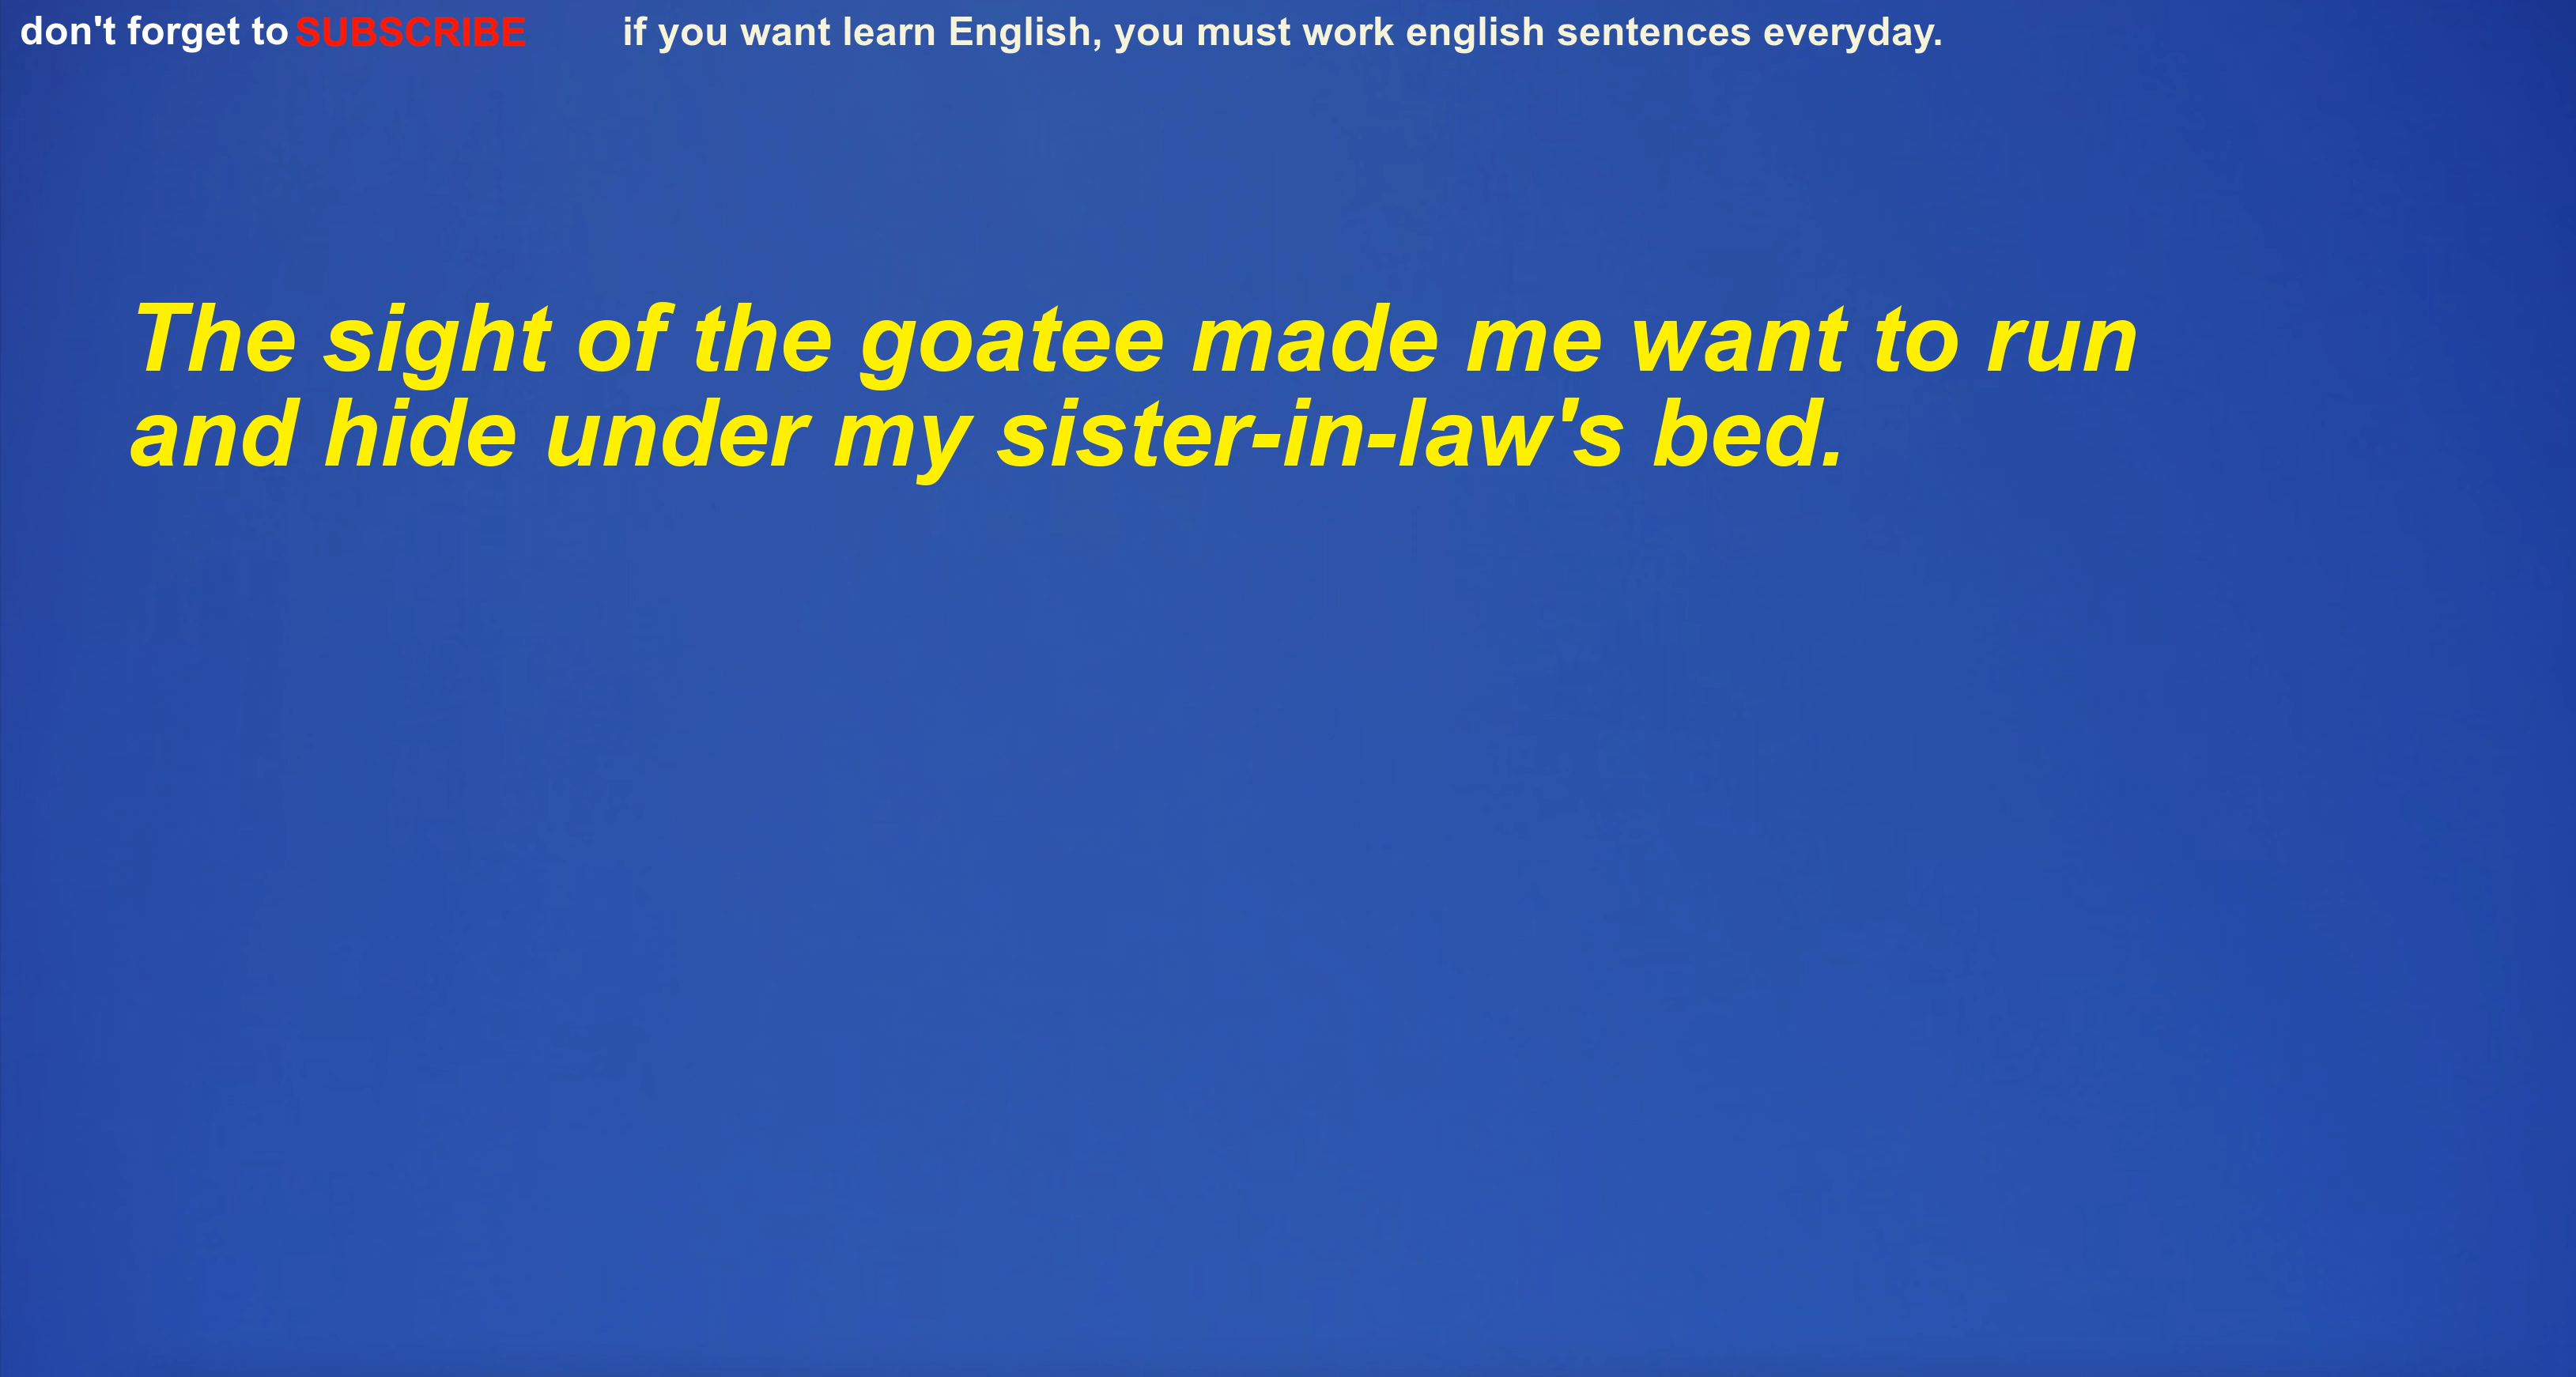 don't forget to SUBSCRIBE if you want learn English, you must work english sentences everyday.
The sight of the goatee made me want to run
and hide under my sister-in-law's bed.